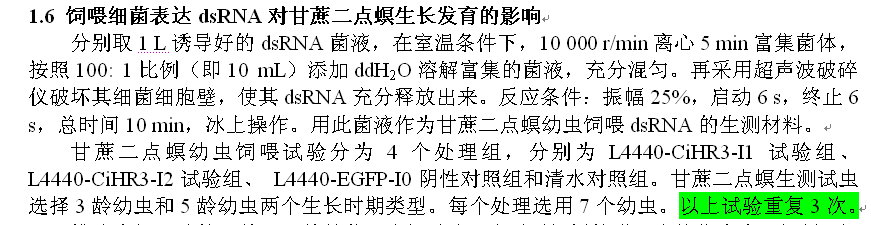 1.6 饲喂细菌表达 dsRNA 对甘蔗二点螟生长发育的影响
分别取 1 L 诱导好的 dsRNA 菌液，在室温条件下，10 000 r/min 离心 5 min 富集菌体，
按照 100: 1 比例（即 10 mL）添加 ddH₂O 溶解富集的菌液，充分混匀。再采用超声波破碎
仪破坏其细菌细胞壁，使其 dsRNA 充分释放出来。反应条件：振幅 25%，启动 6 s，终止 6
s，总时间 10 min，冰上操作。用此菌液作为甘蔗二点螟幼虫饲喂 dsRNA 的生测材料。
甘蔗二点螟幼虫饲喂试验分为 4 个处理组，分别为 L4440-CiHR3-I1 试验组、
L4440-CiHR3-I2 试验组、 L4440-EGFP-I0 阴性对照组和清水对照组。甘蔗二点螟生测试虫
选择 3 龄幼虫和 5 龄幼虫两个生长时期类型。每个处理选用 7 个幼虫。以上试验重复 3 次。